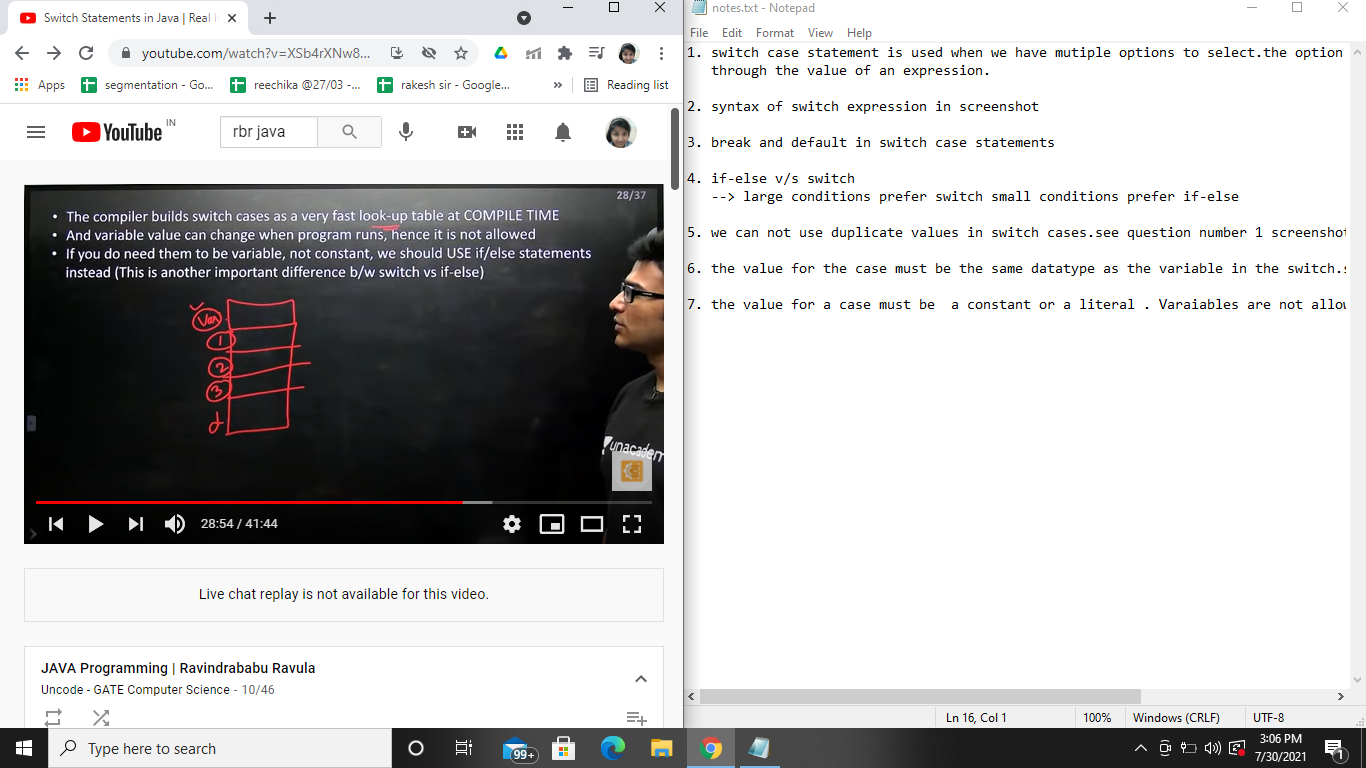 Switch Statements in Java | Real l
youtube.com/watch?v=XSb4rXNw8...
Apps
segmentation - Go...
reechika @27/03 -...
rakesh sir - Google...
»
Reading list
YouTube IN
rbr java
28/37
• The compiler builds switch cases as a very fast look-up table at COMPILE TIME
• And variable value can change when program runs, hence it is not allowed
• If you do need them to be variable, not constant, we should USE if/else statements
instead (This is another important difference b/w switch vs if-else)
Var
1
2
3
d
unacadem
28:54 / 41:44
Live chat replay is not available for this video.
JAVA Programming | Ravindrababu Ravula
Uncode - GATE Computer Science - 10/46
notes.txt - Notepad
File Edit Format View Help
1. switch case statement is used when we have mutiple options to select.the option
through the value of an expression.
2. syntax of switch expression in screenshot
3. break and default in switch case statements
4. if-else v/s switch
--> large conditions prefer switch small conditions prefer if-else
5. we can not use duplicate values in switch cases.see question number 1 screenshot
6. the value for the case must be the same datatype as the variable in the switch.s
7. the value for a case must be  a constant or a literal . Varaiables are not allow
Ln 16, Col 1
100%
Windows (CRLF)
UTF-8
Type here to search
99+
3:06 PM
7/30/2021
1